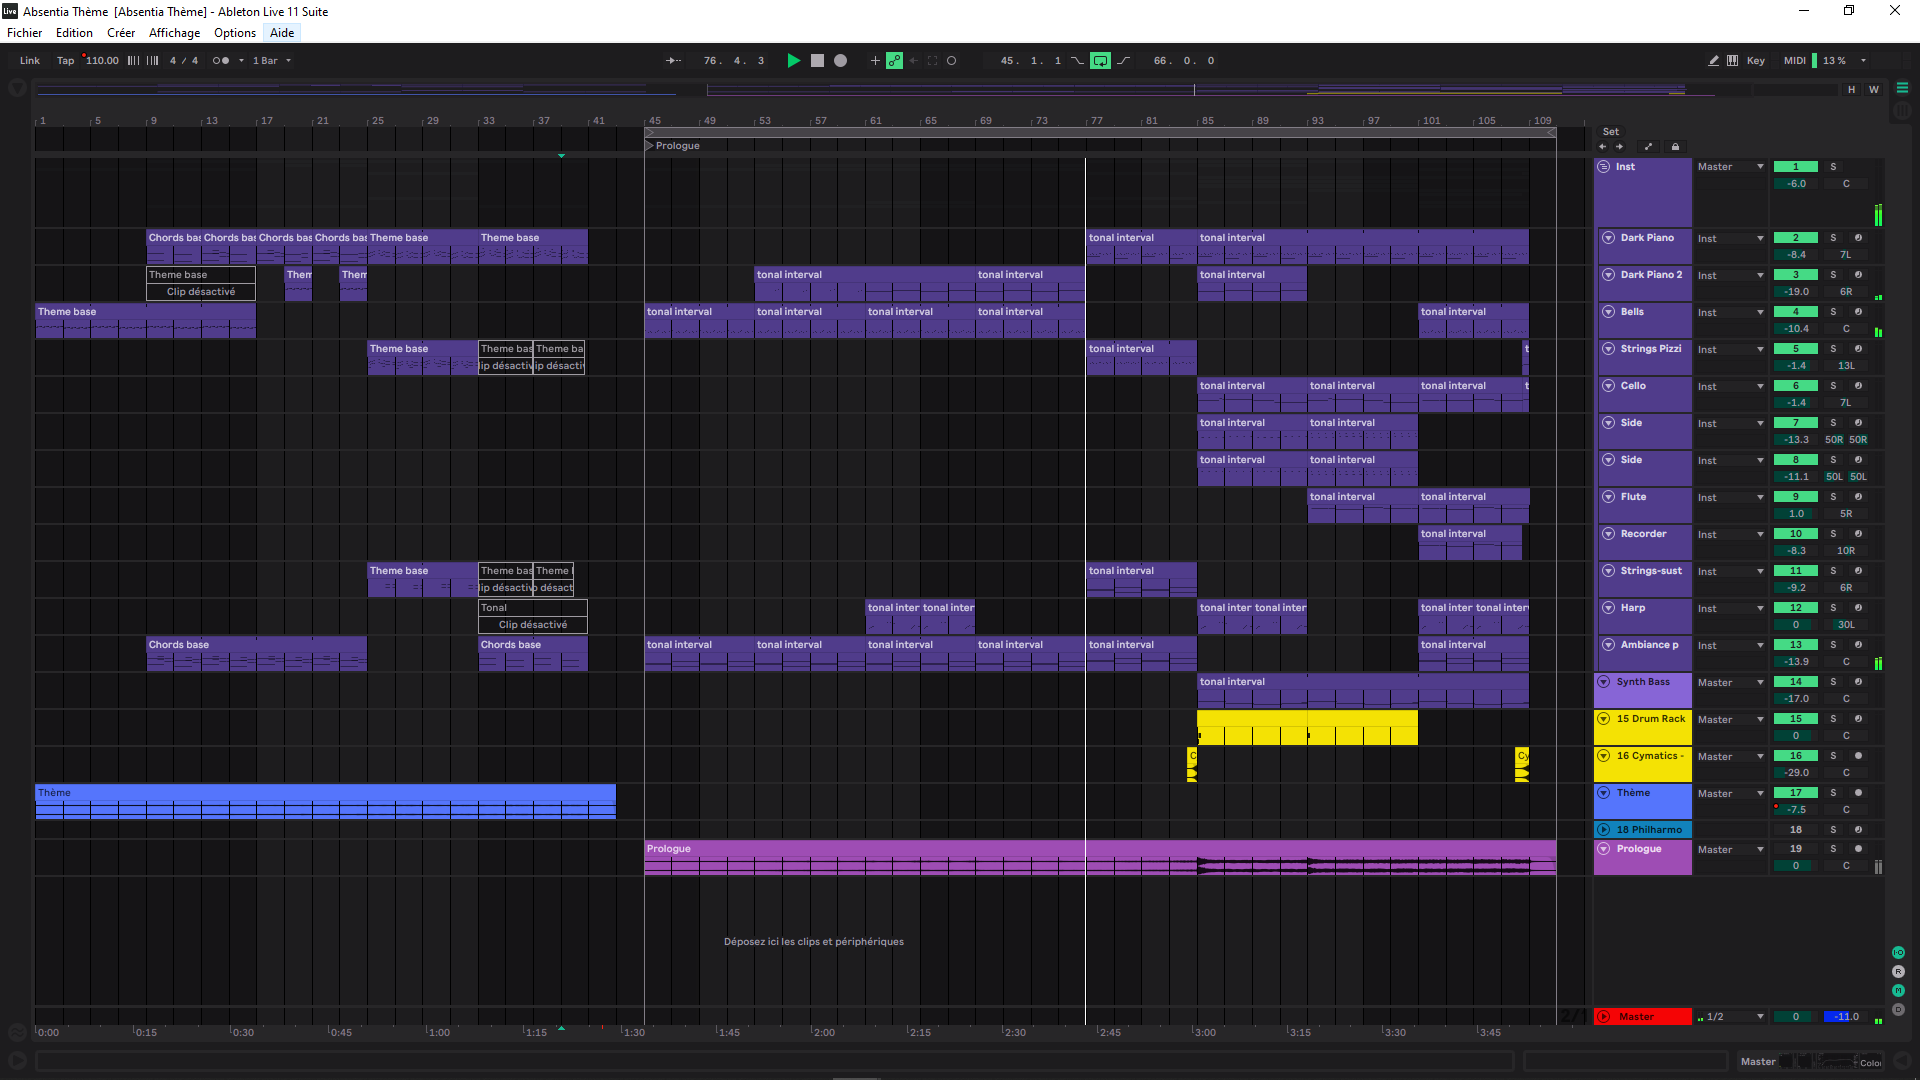 Absentia Thème  [Absentia Thème] - Ableton Live 11 Suite
Fichier Edition Créer Affichage Options Aide
Link Tap 110.00 4 / 4 1 Bar 76. 4. 3 45. 1. 1 66. 0. 0 Key MIDI 13 %
H W
1 5 9 13 17 21 25 29 33 37 41 45 49 53 57 61 65 69 73 77 81 85 89 93 97 101 105 109
Set
Prologue
Inst Master 1 S
-6.0 C
Chords bas Chords bas Chords bas Chords bas Theme base Theme base tonal interval tonal interval Dark Piano Inst 2 S
-8.4 7L
Theme base Them Them tonal interval tonal interval tonal interval Dark Piano 2 Inst 3 S
Clip désactivé -19.0 6R
Theme base tonal interval tonal interval tonal interval tonal interval tonal interval Bells Inst 4 S
-10.4 C
Theme base Theme bas Theme ba tonal interval t Strings Pizzi Inst 5 S
lip désactiv ip désactiv -1.4 13L
tonal interval tonal interval tonal interval t Cello Inst 6 S
-1.4 7L
tonal interval tonal interval Side Inst 7 S
-13.3 50R 50R
tonal interval tonal interval Side Inst 8 S
-11.1 50L 50L
tonal interval tonal interval Flute Inst 9 S
1.0 5R
tonal interval Recorder Inst 10 S
-8.3 10R
Theme base Theme bas Theme tonal interval Strings-sust Inst 11 S
lip désactiv désact -9.2 6R
Tonal tonal inter tonal inter tonal inter tonal inter tonal inter tonal inter Harp Inst 12 S
Clip désactivé 0 30L
Chords base Chords base tonal interval tonal interval tonal interval tonal interval tonal interval tonal interval Ambiance p Inst 13 S
-13.9 C
tonal interval Synth Bass Master 14 S
-17.0 C
15 Drum Rack Master 15 S
0 C
C Cy 16 Cymatics - Master 16 S
-29.0 C
Thème Thème Master 17 S
-7.5 C
18 Philharmo 18 S
Prologue Prologue Master 19 S
0 C
Déposez ici les clips et périphériques
I·O
R
M
D
2/1 Master 1/2 0 -11.0
0:00 0:15 0:30 0:45 1:00 1:15 1:30 1:45 2:00 2:15 2:30 2:45 3:00 3:15 3:30 3:45
Master